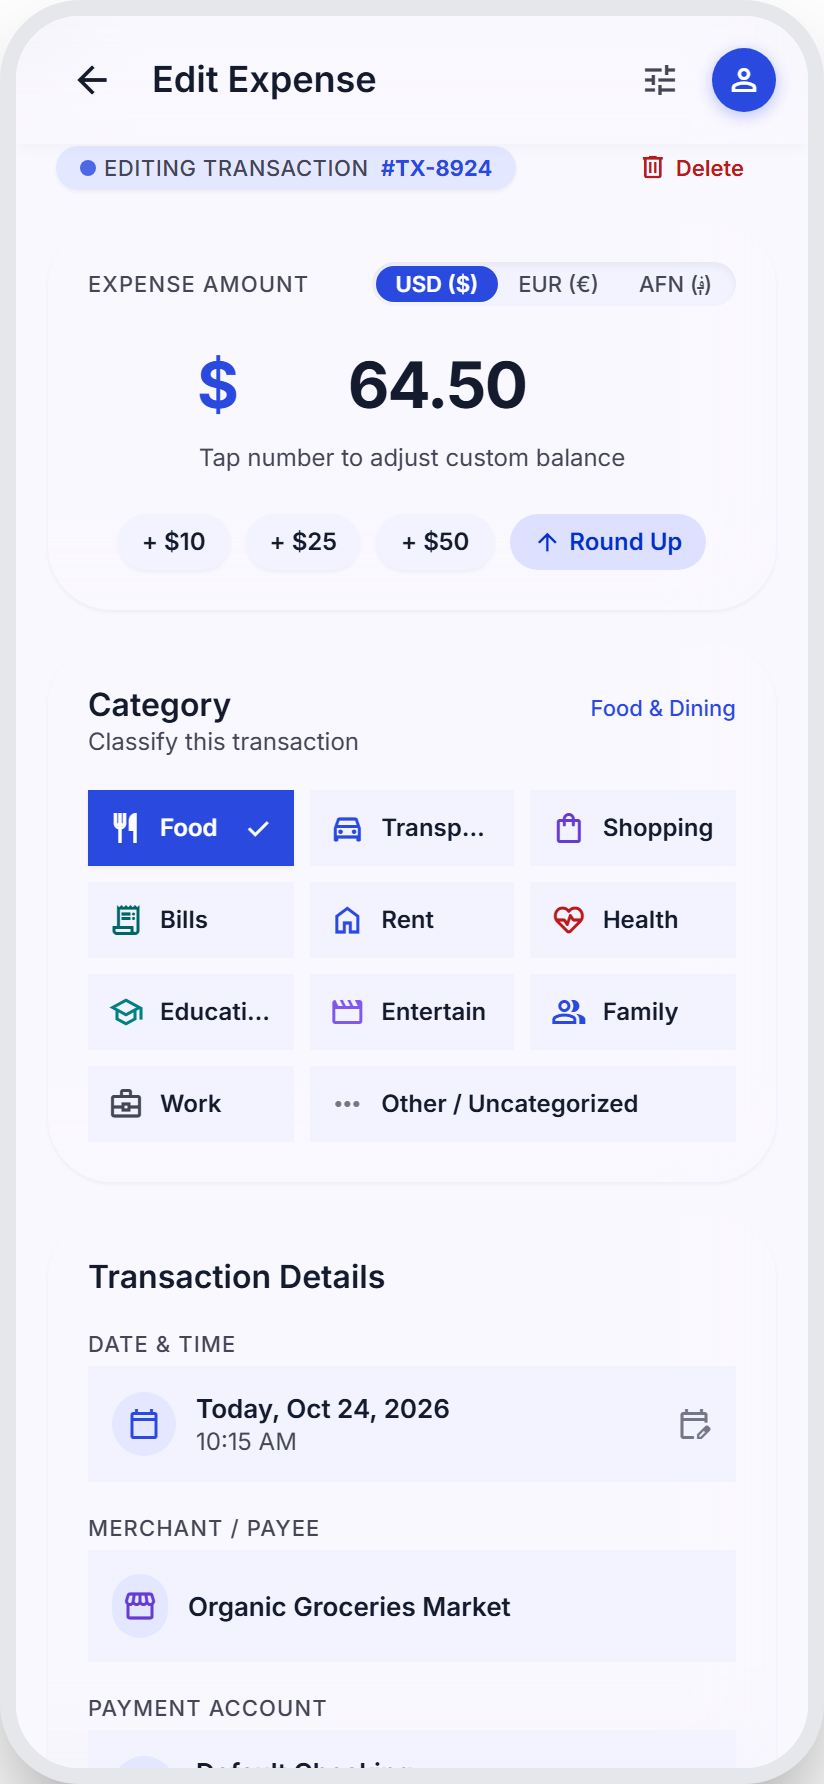 Edit Expense
EDITING TRANSACTION #TX-8924
Delete
EXPENSE AMOUNT
USD ($)
EUR (€)
AFN (؋)
$ 64.50
Tap number to adjust custom balance
+ $10
+ $25
+ $50
↑ Round Up
Category
Food & Dining
Classify this transaction
Food
Transp...
Shopping
Bills
Rent
Health
Educati...
Entertain
Family
Work
Other / Uncategorized
Transaction Details
DATE & TIME
Today, Oct 24, 2026
10:15 AM
MERCHANT / PAYEE
Organic Groceries Market
PAYMENT ACCOUNT
Default Checking